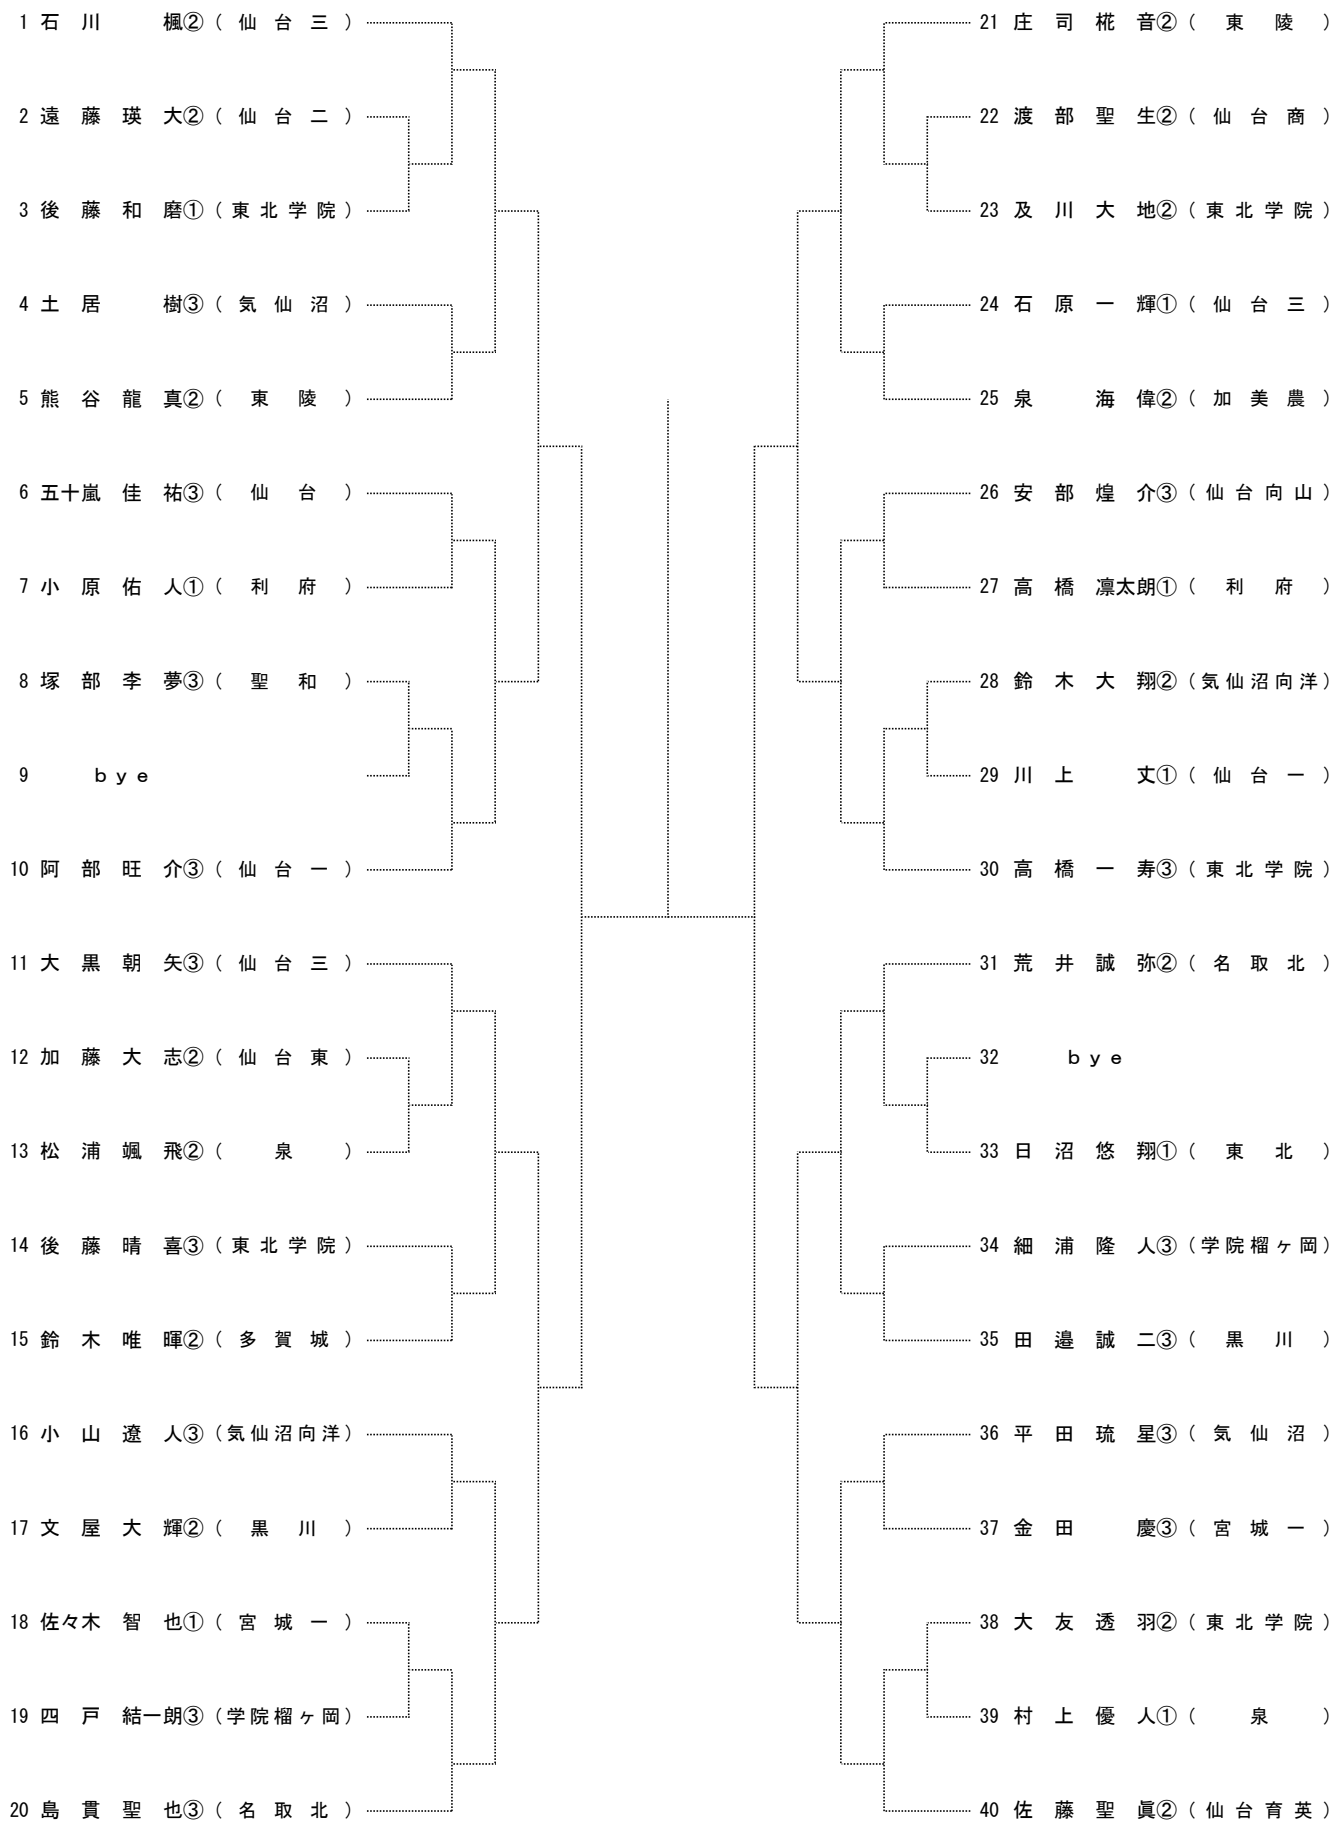 1 石川 楓②（仙台三）
2 遠藤瑛大②（仙台二）
3 後藤和磨①（東北学院）
4 土居 樹③（気仙沼）
5 熊谷龍真②（東陵）
6 五十嵐佳祐③（仙台）
7 小原佑人①（利府）
8 塚部李夢③（聖和）
9 ｂｙｅ
10 阿部旺介③（仙台一）
11 大黒朝矢③（仙台三）
12 加藤大志②（仙台東）
13 松浦颯飛②（泉）
14 後藤晴喜③（東北学院）
15 鈴木唯暉②（多賀城）
16 小山遼人③（気仙沼向洋）
17 文屋大輝②（黒川）
18 佐々木智也①（宮城一）
19 四戸結一朗③（学院榴ヶ岡）
20 島貫聖也③（名取北）
21 庄司椛音②（東陵）
22 渡部聖生②（仙台商）
23 及川大地②（東北学院）
24 石原一輝①（仙台三）
25 泉 海偉②（加美農）
26 安部煌介③（仙台向山）
27 高橋凛太朗①（利府）
28 鈴木大翔②（気仙沼向洋）
29 川上 丈①（仙台一）
30 高橋一寿③（東北学院）
31 荒井誠弥②（名取北）
32 ｂｙｅ
33 日沼悠翔①（東北）
34 細浦隆人③（学院榴ヶ岡）
35 田邉誠二③（黒川）
36 平田琉星③（気仙沼）
37 金田 慶③（宮城一）
38 大友透羽②（東北学院）
39 村上優人①（泉）
40 佐藤聖眞②（仙台育英）